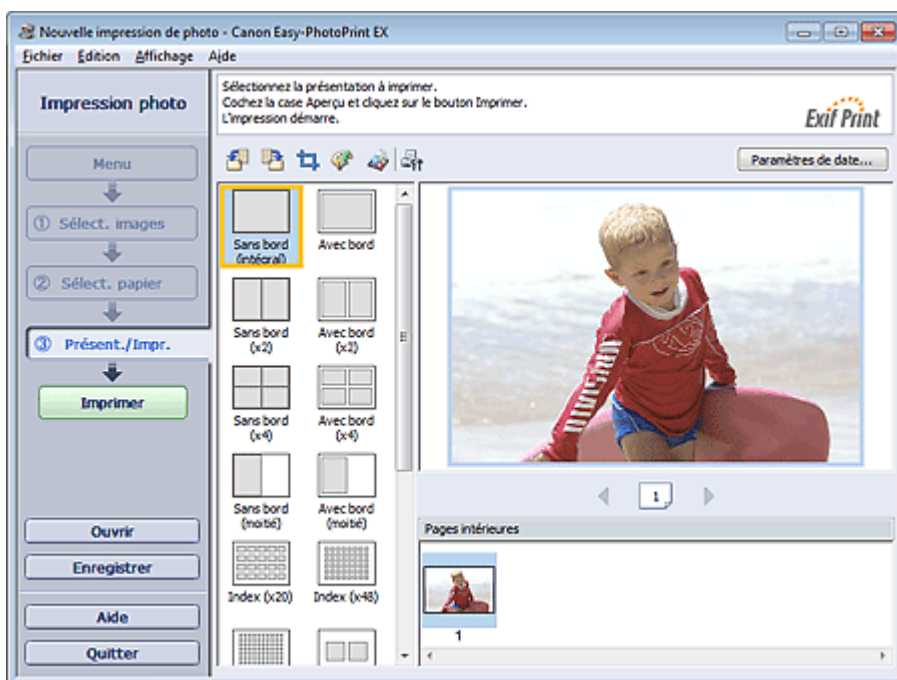 Nouvelle impression de photo - Canon Easy-PhotoPrint EX
Fichier Édition Affichage Aide
Impression photo
Sélectionnez la présentation à imprimer.
Cochez la case Aperçu et cliquez sur le bouton Imprimer.
L'impression démarre.
Exif Print
Menu
① Sélect. images
② Sélect. papier
③ Présent./Impr.
Imprimer
Ouvrir
Enregistrer
Aide
Quitter
Paramètres de date...
Sans bord (intégral)
Avec bord
Sans bord (x2)
Avec bord (x2)
Sans bord (x4)
Avec bord (x4)
Sans bord (moitié)
Avec bord (moitié)
Index (x20)
Index (x48)
DIVISION
1
Pages intérieures
1